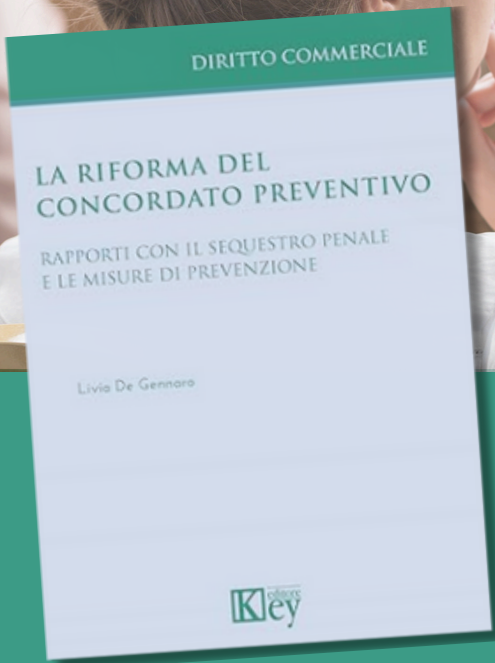 DIRITTO COMMERCIALE
LA RIFORMA DEL
CONCORDATO PREVENTIVO
RAPPORTI CON IL SEQUESTRO PENALE
E LE MISURE DI PREVENZIONE
Livia De Gennaro
Key editore